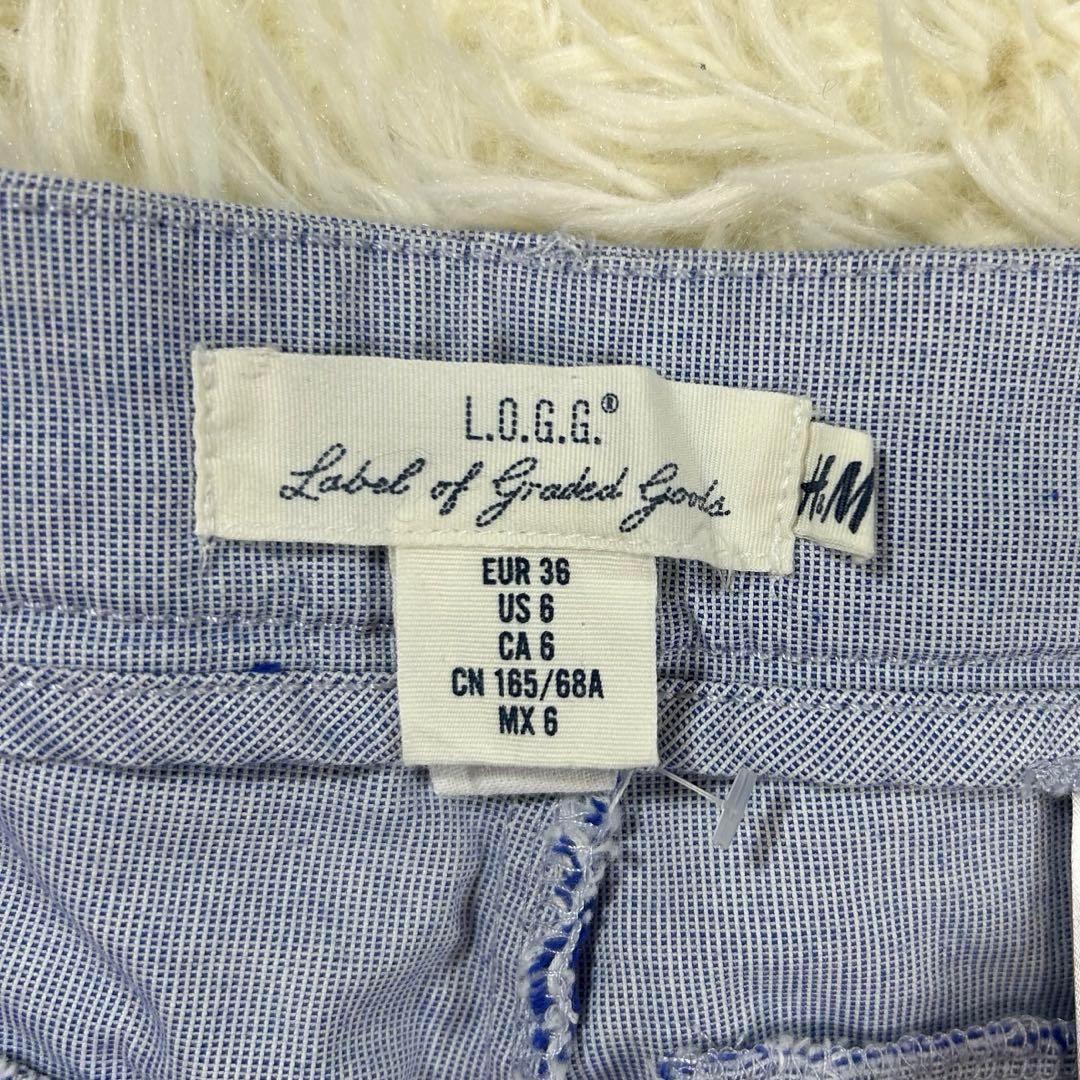 L.O.G.G.®
Label of Graded Goods
H&M
EUR 36
US 6
CA 6
CN 165/68A
MX 6